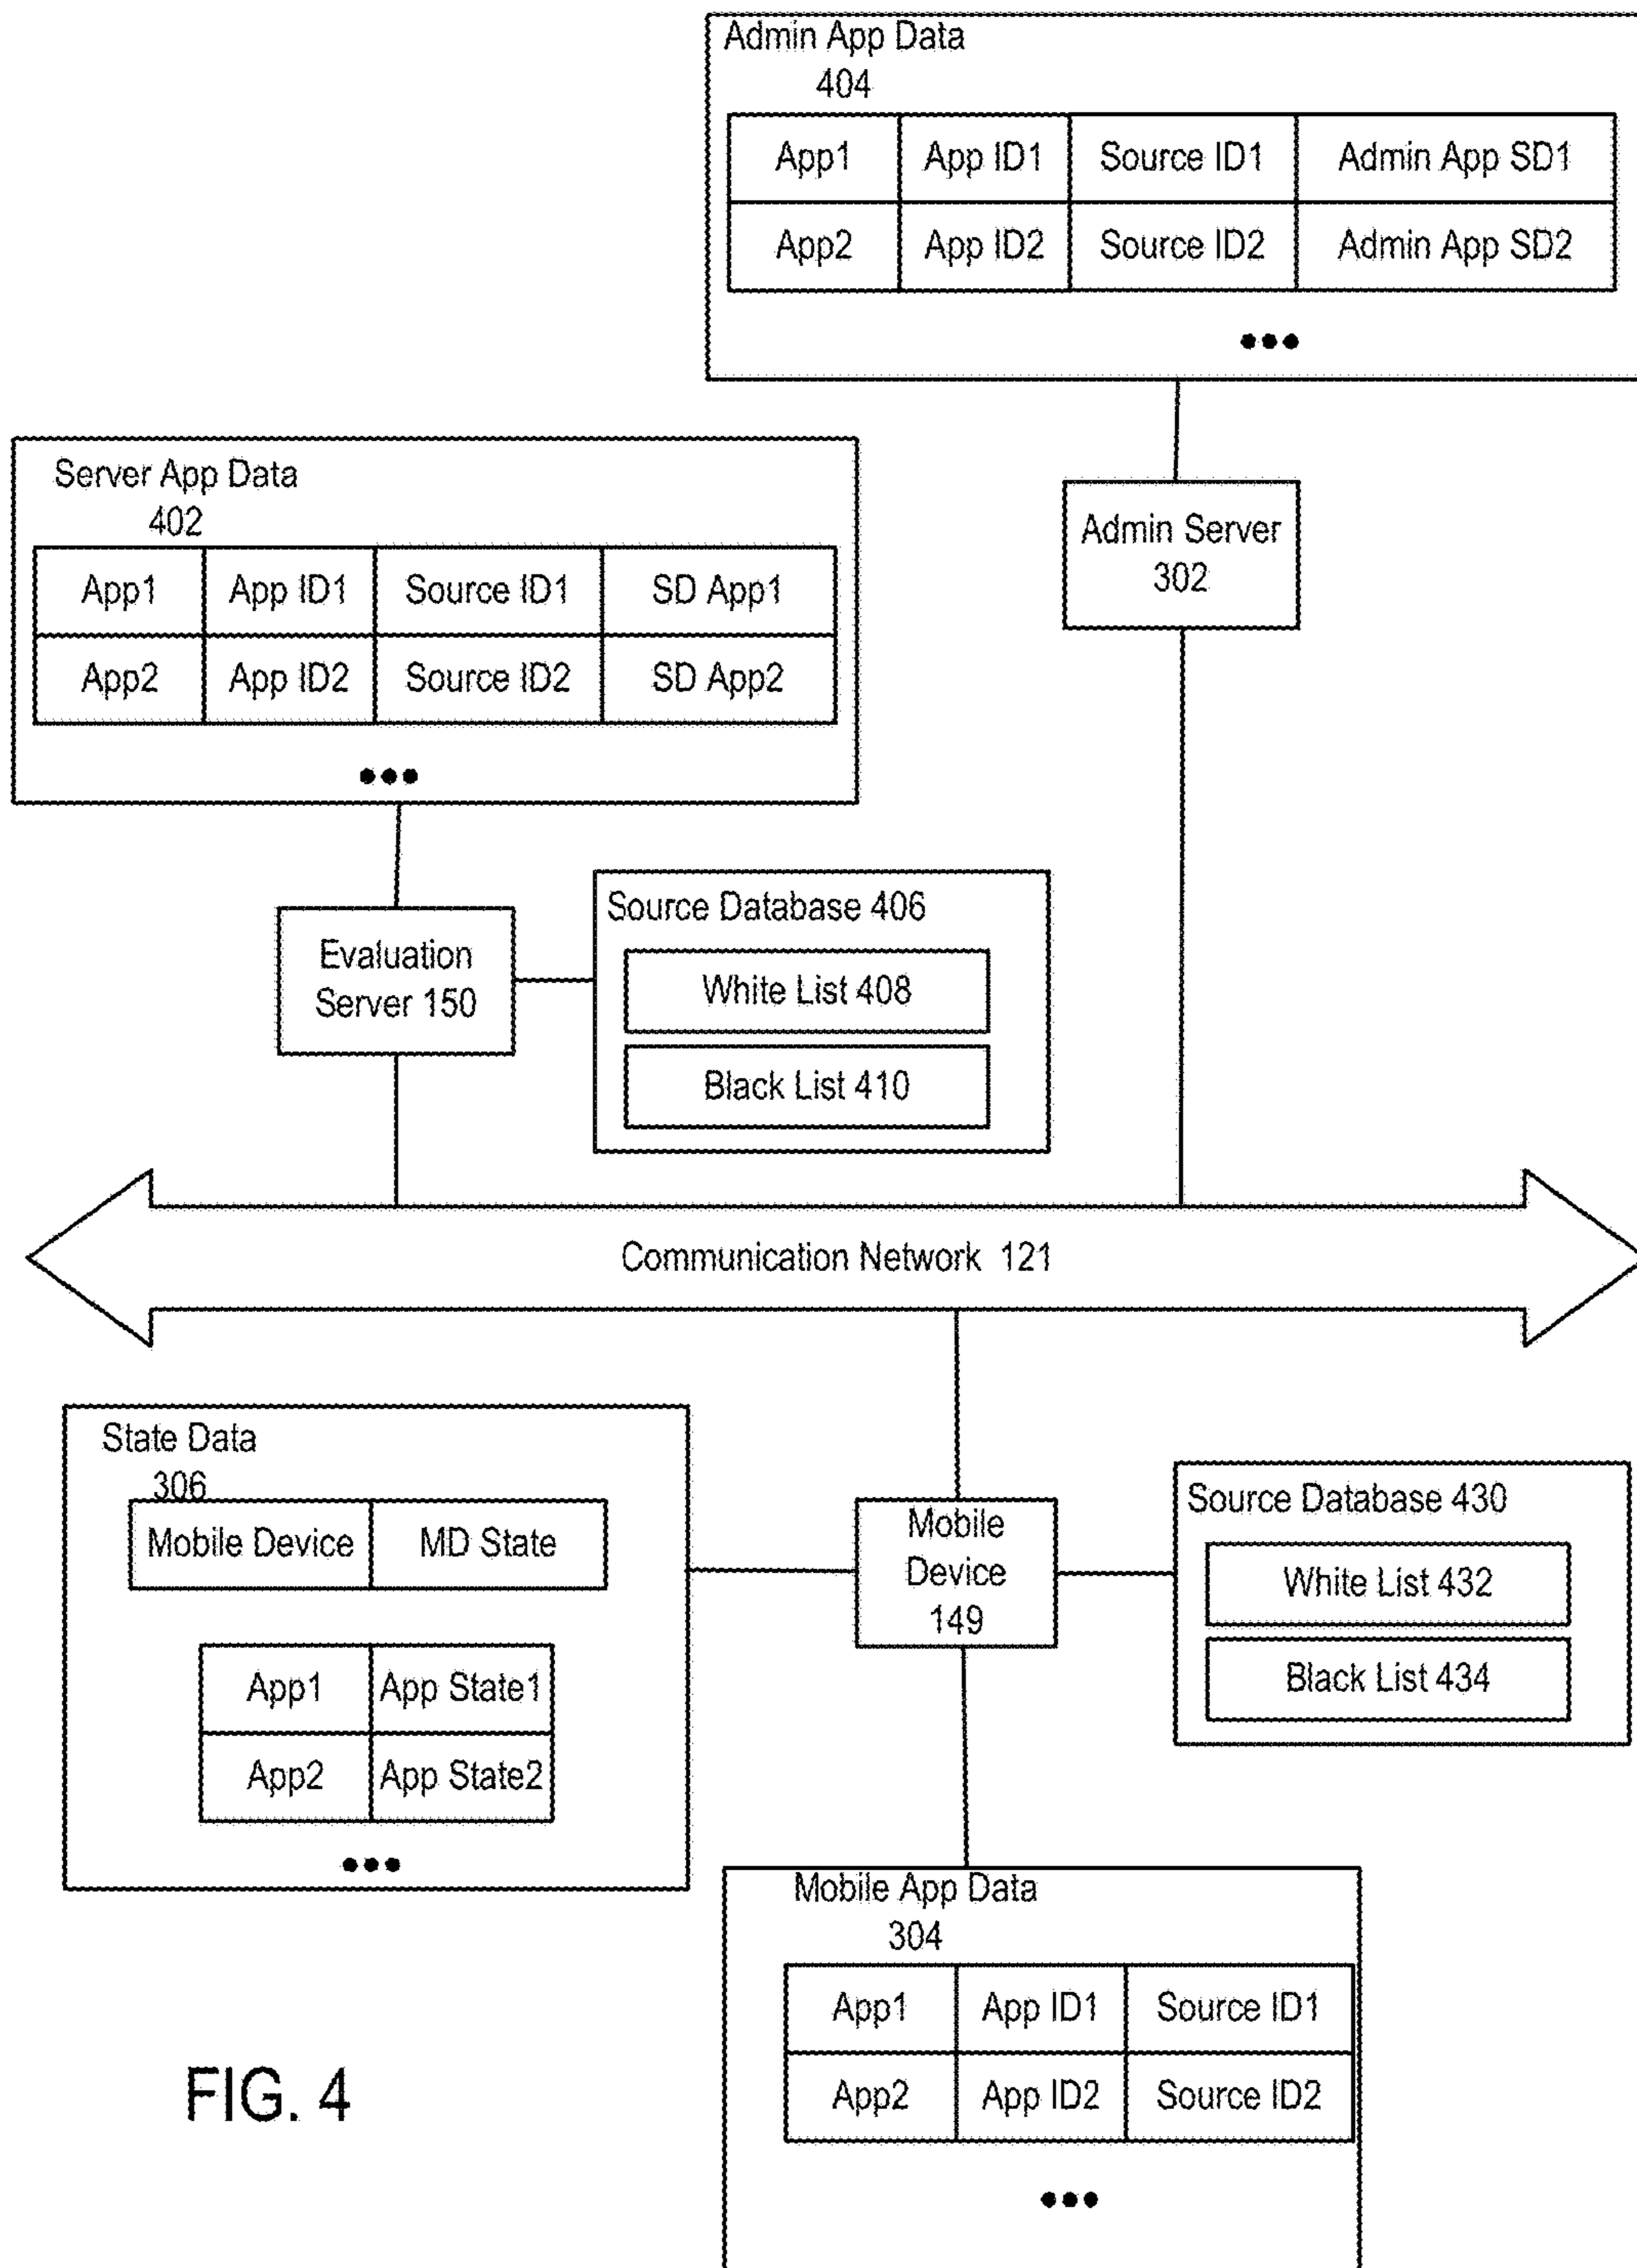 Admin App Data
404
App1 App ID1 Source ID1 Admin App SD1
App2 App ID2 Source ID2 Admin App SD2
•••
Server App Data
402
App1 App ID1 Source ID1 SD App1
App2 App ID2 Source ID2 SD App2
•••
Admin Server
302
Evaluation
Server 150
Source Database 406
White List 408
Black List 410
Communication Network 121
State Data
306
Mobile Device MD State
App1 App State1
App2 App State2
•••
Mobile
Device
149
Source Database 430
White List 432
Black List 434
Mobile App Data
304
App1 App ID1 Source ID1
App2 App ID2 Source ID2
•••
FIG. 4